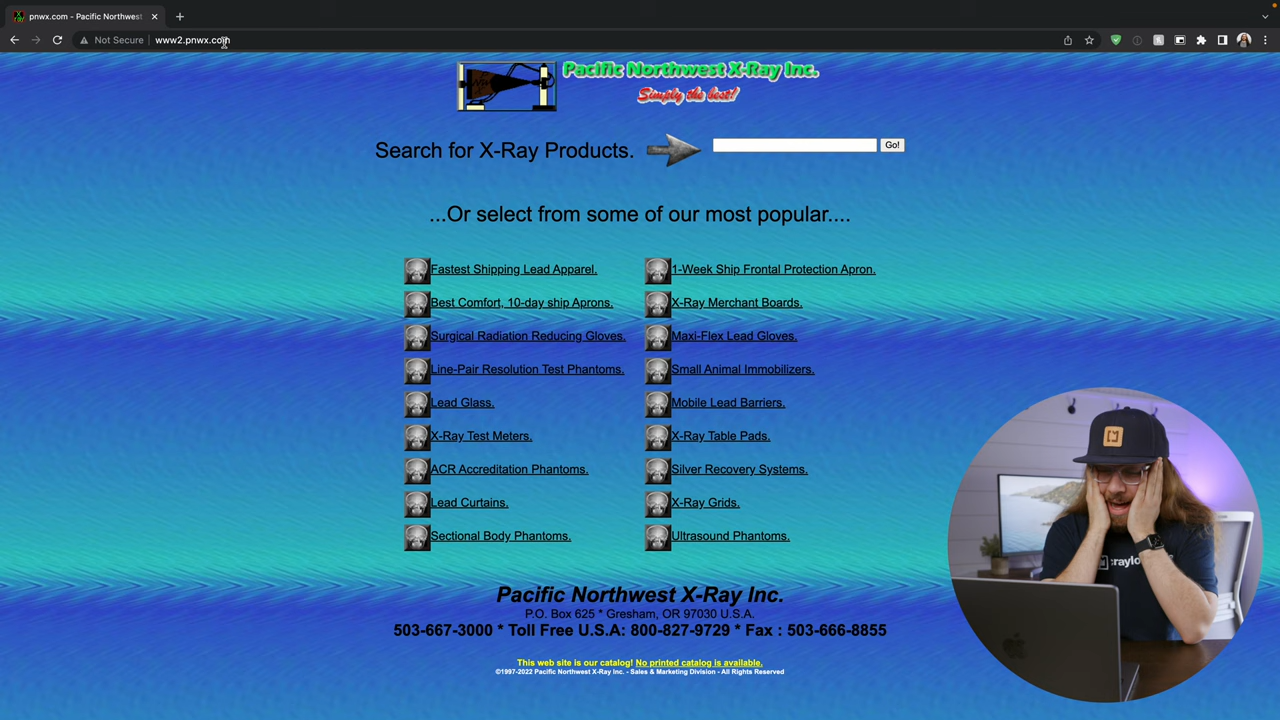 pnwx.com - Pacific Northwest
Not Secure
www2.pnwx.com
Pacific Northwest X-Ray Inc.
Simply the best!
Search for X-Ray Products.
Go!
...Or select from some of our most popular....
Fastest Shipping Lead Apparel.
1-Week Ship Frontal Protection Apron.
Best Comfort, 10-day ship Aprons.
X-Ray Merchant Boards.
Surgical Radiation Reducing Gloves.
Maxi-Flex Lead Gloves.
Line-Pair Resolution Test Phantoms.
Small Animal Immobilizers.
Lead Glass.
Mobile Lead Barriers.
X-Ray Test Meters.
X-Ray Table Pads.
ACR Accreditation Phantoms.
Silver Recovery Systems.
Lead Curtains.
X-Ray Grids.
Sectional Body Phantoms.
Ultrasound Phantoms.
Pacific Northwest X-Ray Inc.
P.O. Box 625 * Gresham, OR 97030 U.S.A.
503-667-3000 * Toll Free U.S.A: 800-827-9729 * Fax : 503-666-8855
This web site is our catalog! No printed catalog is available.
©1997-2022 Pacific Northwest X-Ray Inc. - Sales & Marketing Division - All Rights Reserved